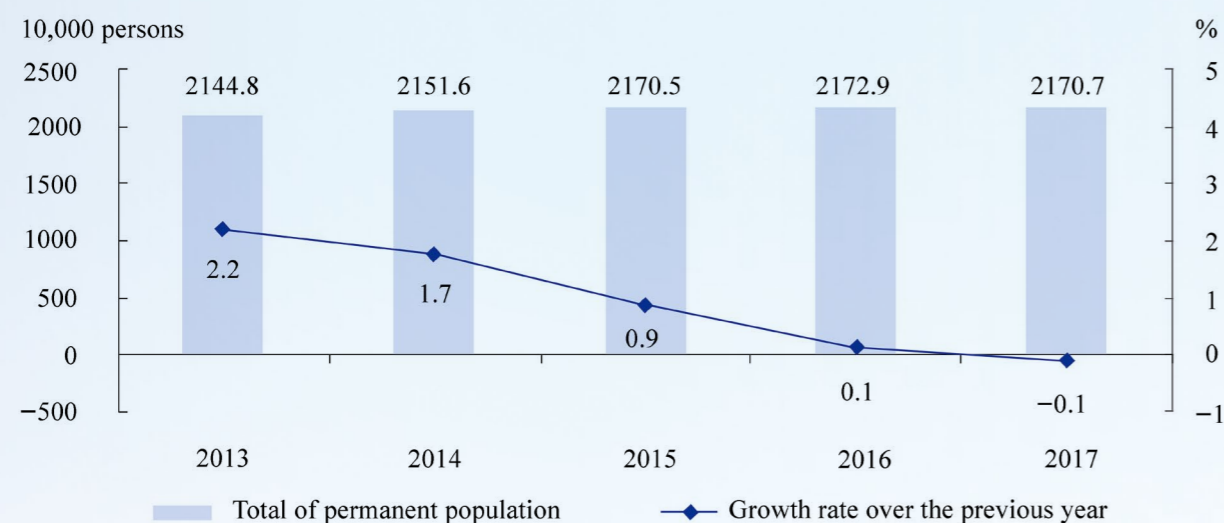 10,000 persons %
2500 2144.8 2151.6 2170.5 2172.9 2170.7 5
2000 4
1500 3
1000 2
2.2
1.7
500 1
0.9
0 0
0.1
−0.1
−500 −1
2013 2014 2015 2016 2017
Total of permanent population Growth rate over the previous year